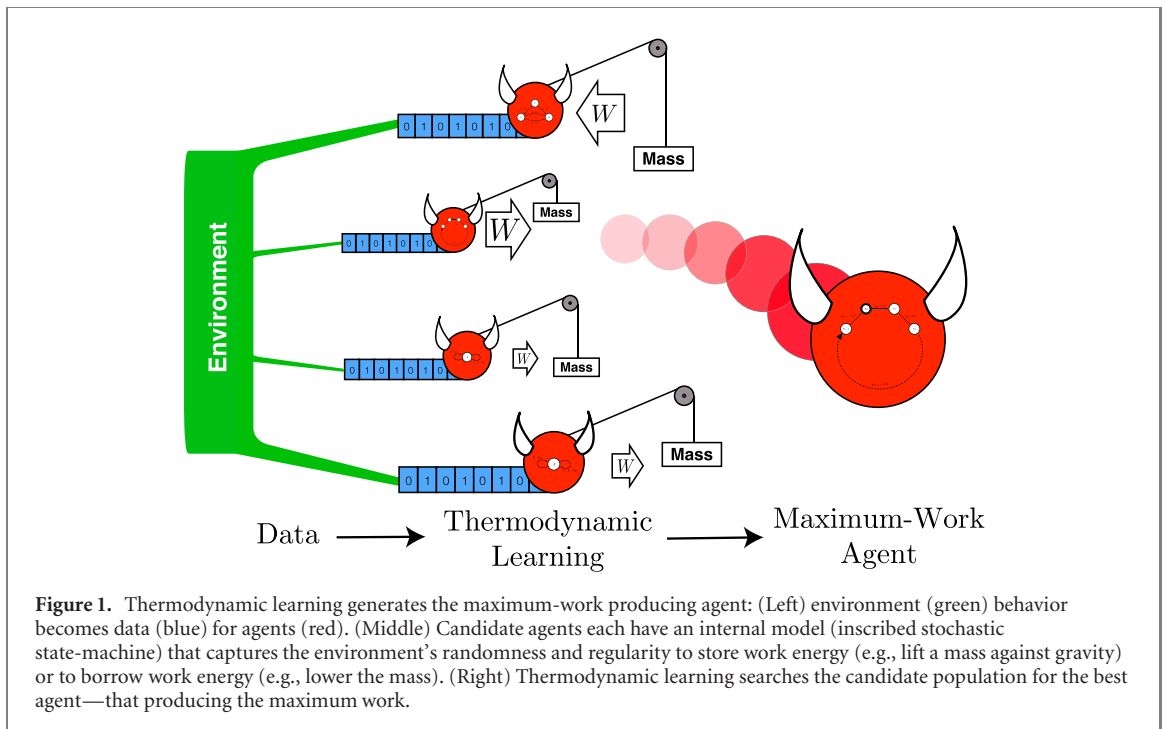 0 1 0 1 0 1 0
W
Mass
Environment
0 1 0 1 0 1 0
W
Mass
0 1 0 1 0 1 0
W
Mass
0 1 0 1 0 1 0
W
Mass
Data
Thermodynamic
Learning
Maximum-Work
Agent
Figure 1. Thermodynamic learning generates the maximum-work producing agent: (Left) environment (green) behavior
becomes data (blue) for agents (red). (Middle) Candidate agents each have an internal model (inscribed stochastic
state-machine) that captures the environment's randomness and regularity to store work energy (e.g., lift a mass against gravity)
or to borrow work energy (e.g., lower the mass). (Right) Thermodynamic learning searches the candidate population for the best
agent—that producing the maximum work.